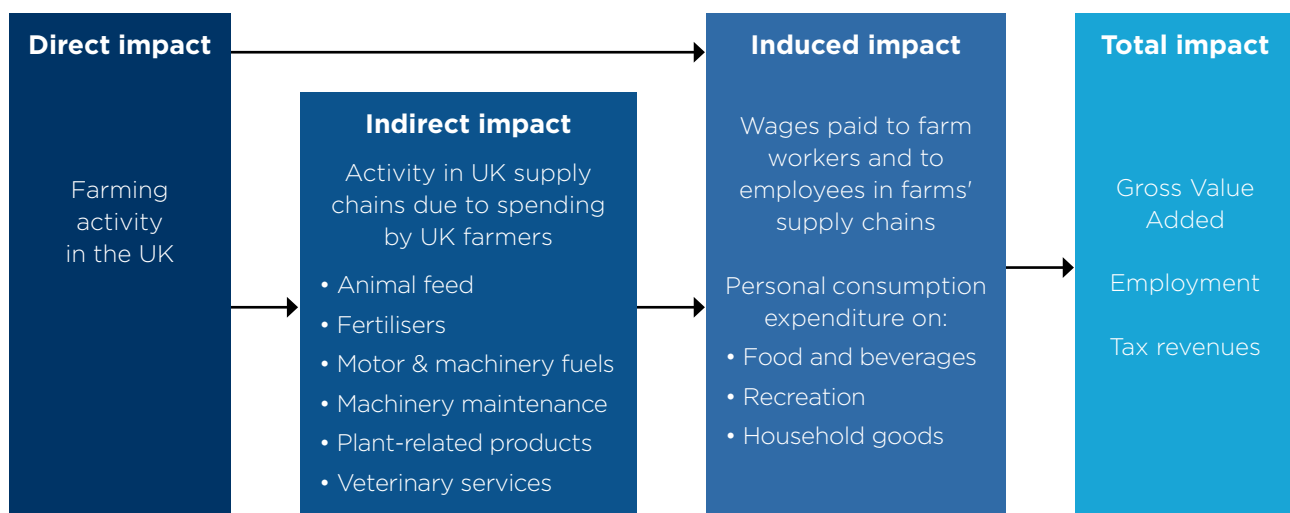 Direct impact
Farming
activity
in the UK
Indirect impact
Activity in UK supply
chains due to spending
by UK farmers
• Animal feed
• Fertilisers
• Motor & machinery fuels
• Machinery maintenance
• Plant-related products
• Veterinary services
Induced impact
Wages paid to farm
workers and to
employees in farms'
supply chains
Personal consumption
expenditure on:
• Food and beverages
• Recreation
• Household goods
Total impact
Gross Value
Added
Employment
Tax revenues